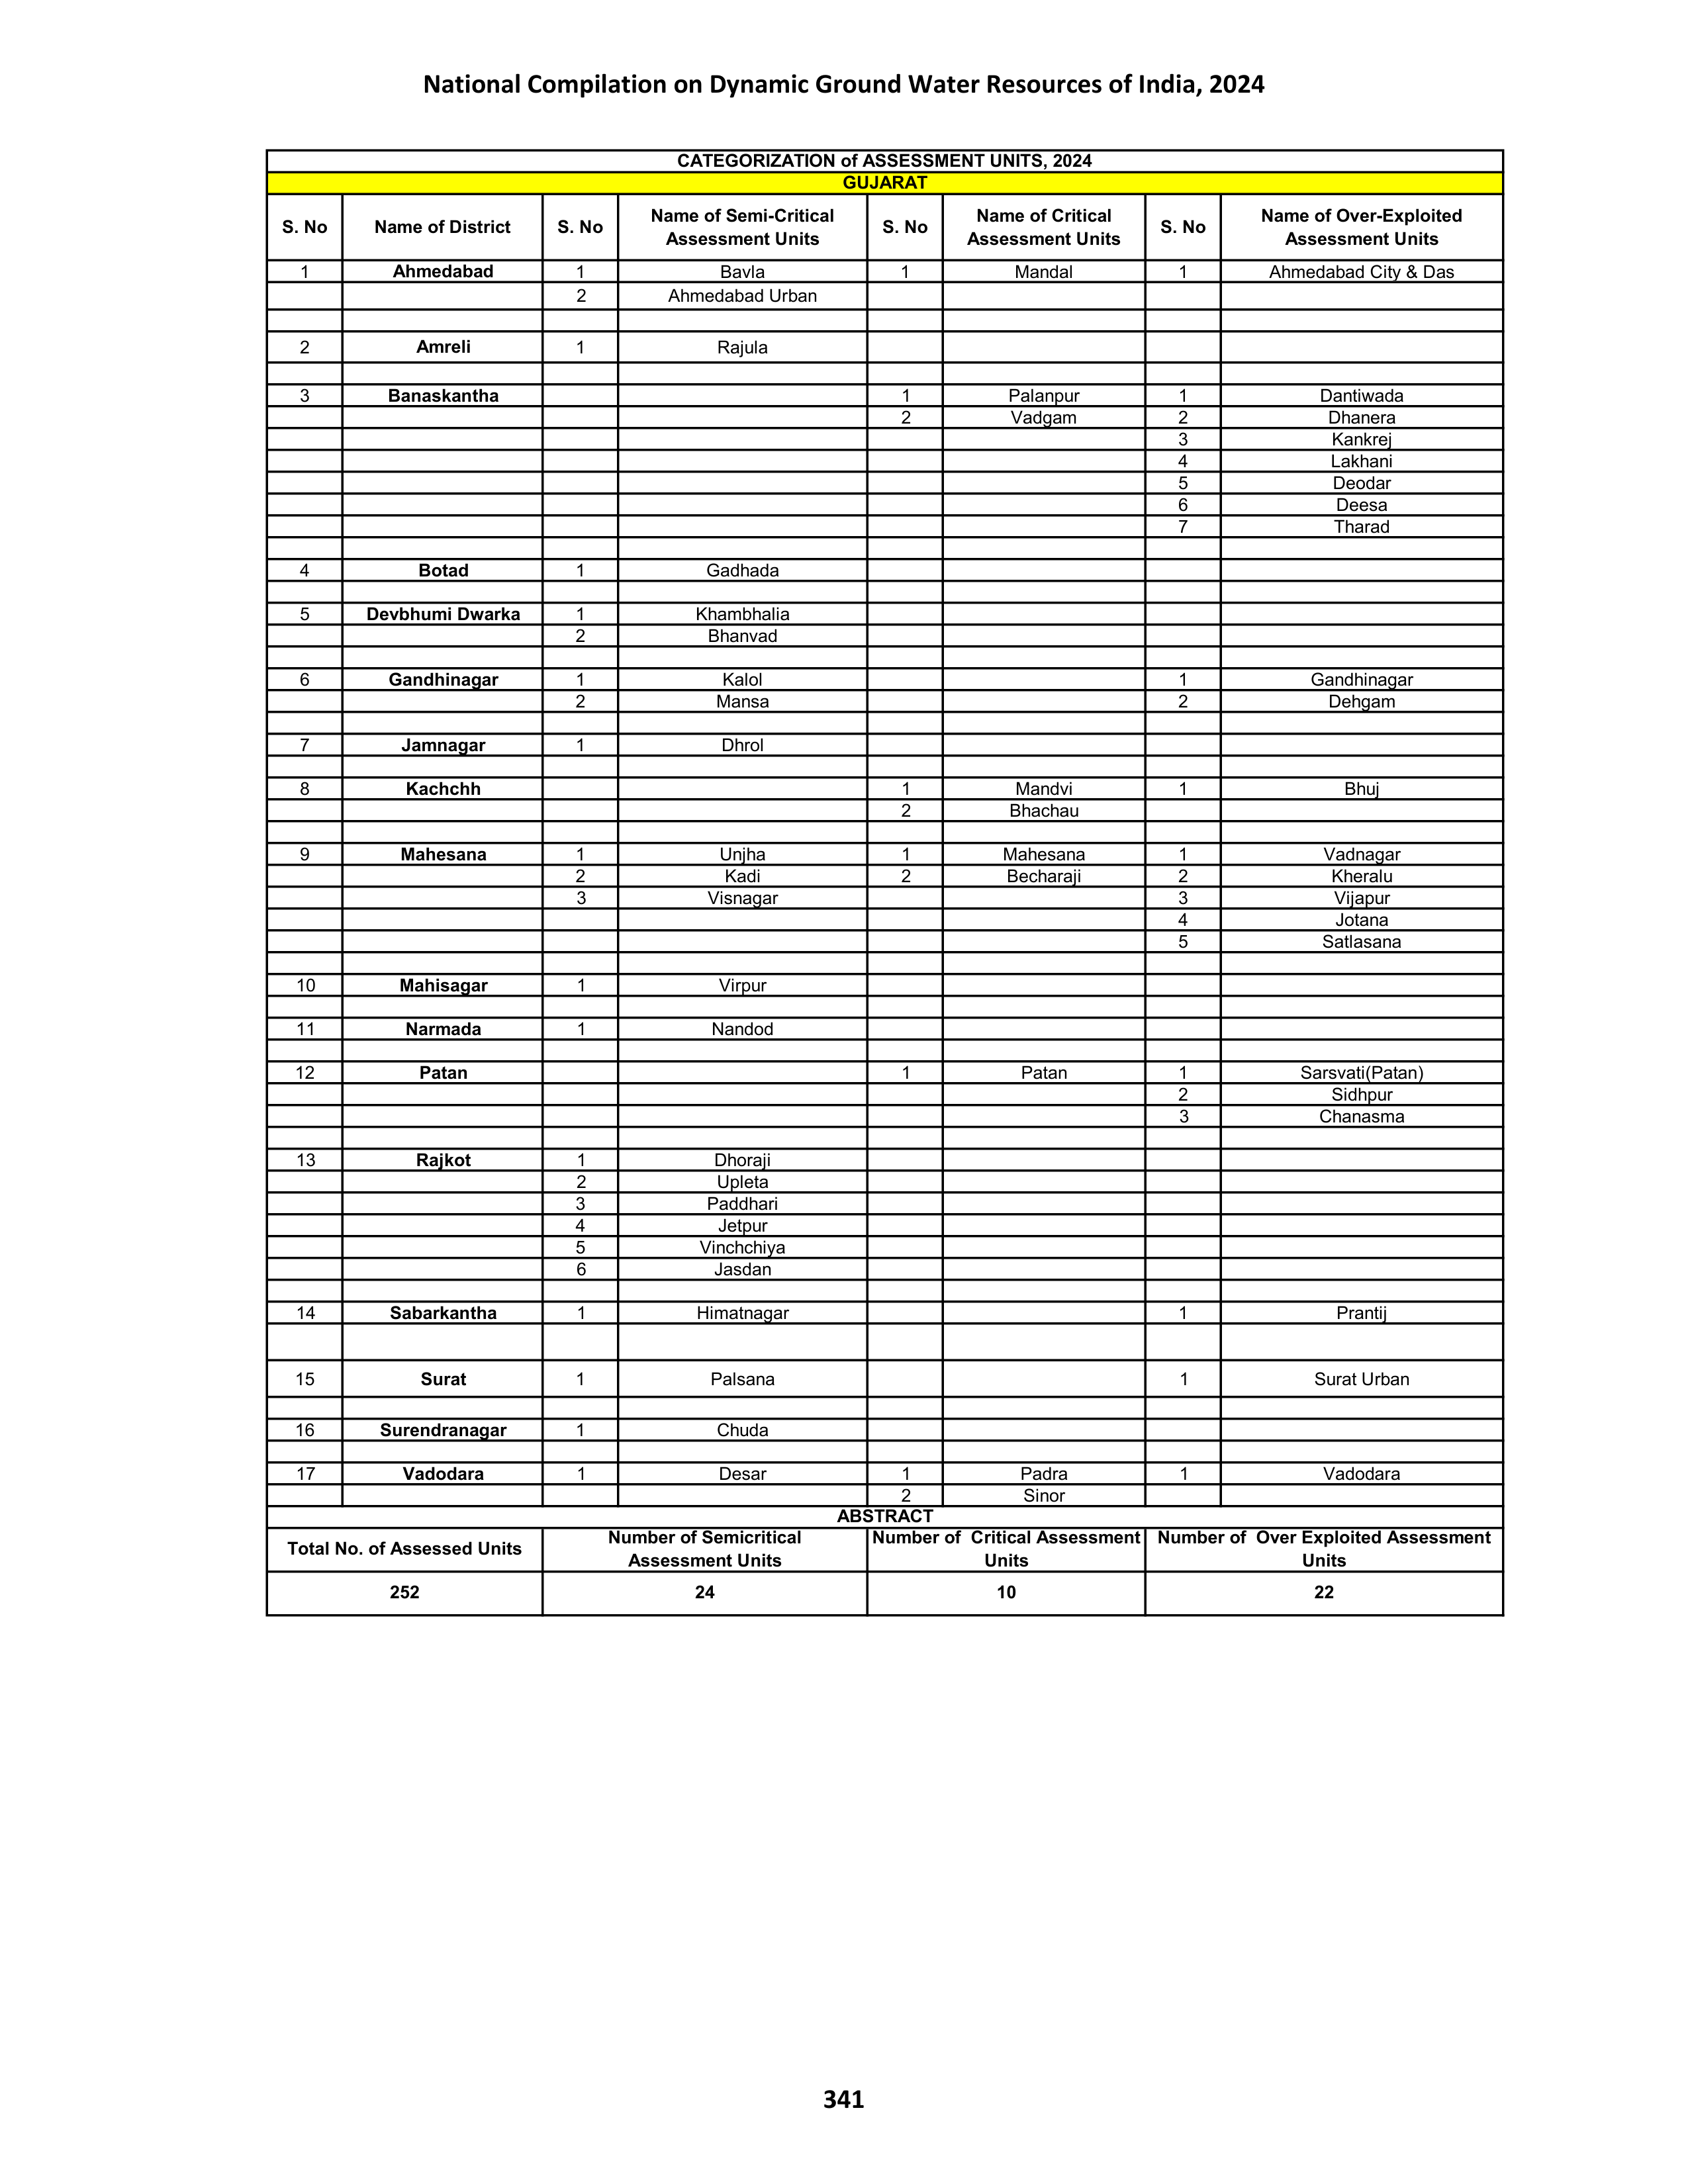 National Compilation on Dynamic Ground Water Resources of India, 2024
CATEGORIZATION of ASSESSMENT UNITS, 2024
GUJARAT
S. No Name of District S. No Name of Semi-Critical Assessment Units S. No Name of Critical Assessment Units S. No Name of Over-Exploited Assessment Units
1 Ahmedabad 1 Bavla 1 Mandal 1 Ahmedabad City & Das
2 Ahmedabad Urban
2 Amreli 1 Rajula
3 Banaskantha 1 Palanpur 1 Dantiwada
2 Vadgam 2 Dhanera
3 Kankrej
4 Lakhani
5 Deodar
6 Deesa
7 Tharad
4 Botad 1 Gadhada
5 Devbhumi Dwarka 1 Khambhalia
2 Bhanvad
6 Gandhinagar 1 Kalol 1 Gandhinagar
2 Mansa 2 Dehgam
7 Jamnagar 1 Dhrol
8 Kachchh 1 Mandvi 1 Bhuj
2 Bhachau
9 Mahesana 1 Unjha 1 Mahesana 1 Vadnagar
2 Kadi 2 Becharaji 2 Kheralu
3 Visnagar 3 Vijapur
4 Jotana
5 Satlasana
10 Mahisagar 1 Virpur
11 Narmada 1 Nandod
12 Patan 1 Patan 1 Sarsvati(Patan)
2 Sidhpur
3 Chanasma
13 Rajkot 1 Dhoraji
2 Upleta
3 Paddhari
4 Jetpur
5 Vinchchiya
6 Jasdan
14 Sabarkantha 1 Himatnagar 1 Prantij
15 Surat 1 Palsana 1 Surat Urban
16 Surendranagar 1 Chuda
17 Vadodara 1 Desar 1 Padra 1 Vadodara
2 Sinor
ABSTRACT
Total No. of Assessed Units Number of Semicritical Assessment Units Number of Critical Assessment Units Number of Over Exploited Assessment Units
252 24 10 22
341